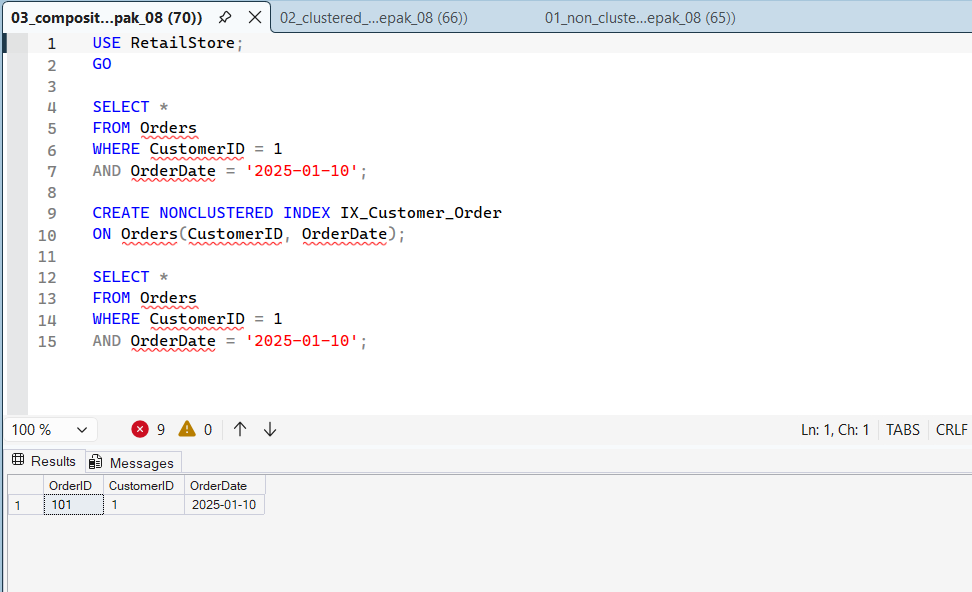 03_composit...pak_08 (70))
02_clustered_...epak_08 (66))
01_non_cluste...epak_08 (65))
1 USE RetailStore;
2 GO
3
4 SELECT *
5 FROM Orders
6 WHERE CustomerID = 1
7 AND OrderDate = '2025-01-10';
8
9 CREATE NONCLUSTERED INDEX IX_Customer_Order
10 ON Orders(CustomerID, OrderDate);
11
12 SELECT *
13 FROM Orders
14 WHERE CustomerID = 1
15 AND OrderDate = '2025-01-10';
100 % 9 0 Ln: 1, Ch: 1 TABS CRLF
Results Messages
OrderID CustomerID OrderDate
1 101 1 2025-01-10